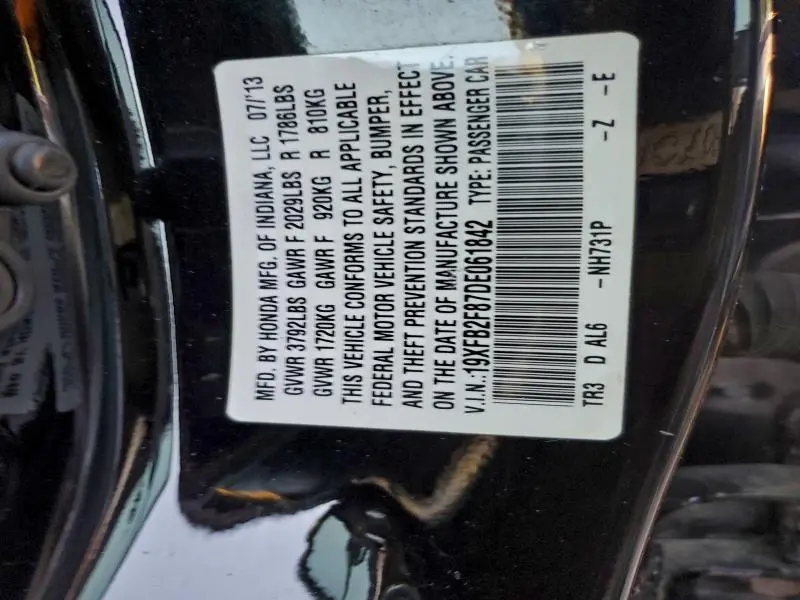 MFD. BY HONDA MFG. OF INDIANA, LLC 07/'13
GVWR 3792LBS GAWR F 2029LBS R 1786LBS
GVWR 1720KG GAWR F 920KG R 810KG
THIS VEHICLE CONFORMS TO ALL APPLICABLE
FEDERAL MOTOR VEHICLE SAFETY, BUMPER,
AND THEFT PREVENTION STANDARDS IN EFFECT
ON THE DATE OF MANUFACTURE SHOWN ABOVE.
V.I.N.:19XFB2F87DE061842 TYPE: PASSENGER CAR
TR3 D AL6 -NH731P -Z -E